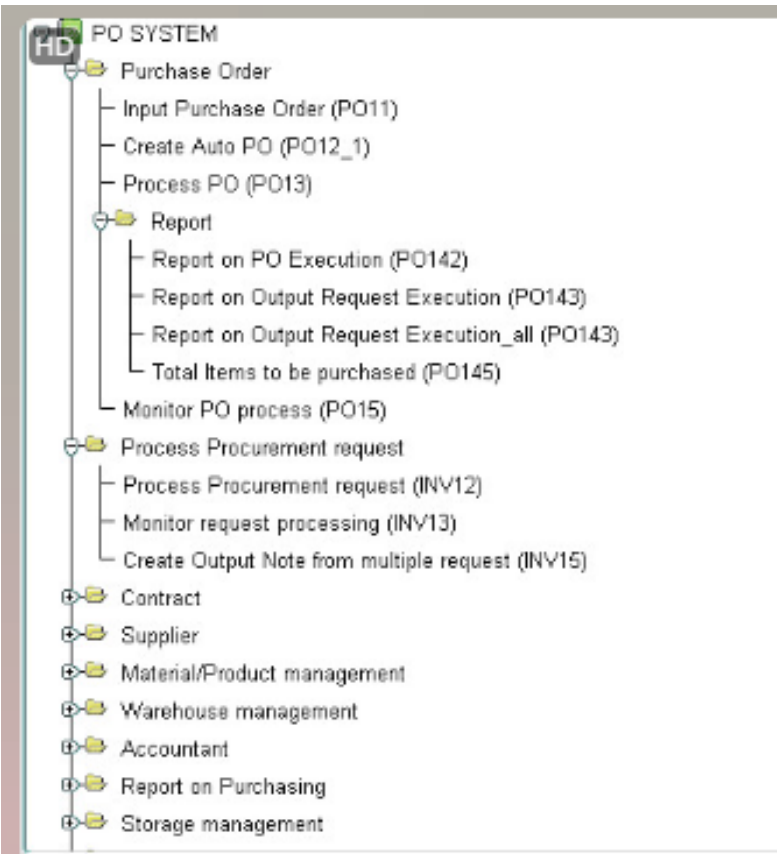 HD
PO SYSTEM
Purchase Order
Input Purchase Order (PO11)
Create Auto PO (PO12_1)
Process PO (PO13)
Report
Report on PO Execution (PO142)
Report on Output Request Execution (PO143)
Report on Output Request Execution_all (PO143)
Total Items to be purchased (PO145)
Monitor PO process (PO15)
Process Procurement request
Process Procurement request (INV12)
Monitor request processing (INV13)
Create Output Note from multiple request (INV15)
Contract
Supplier
Material/Product management
Warehouse management
Accountant
Report on Purchasing
Storage management